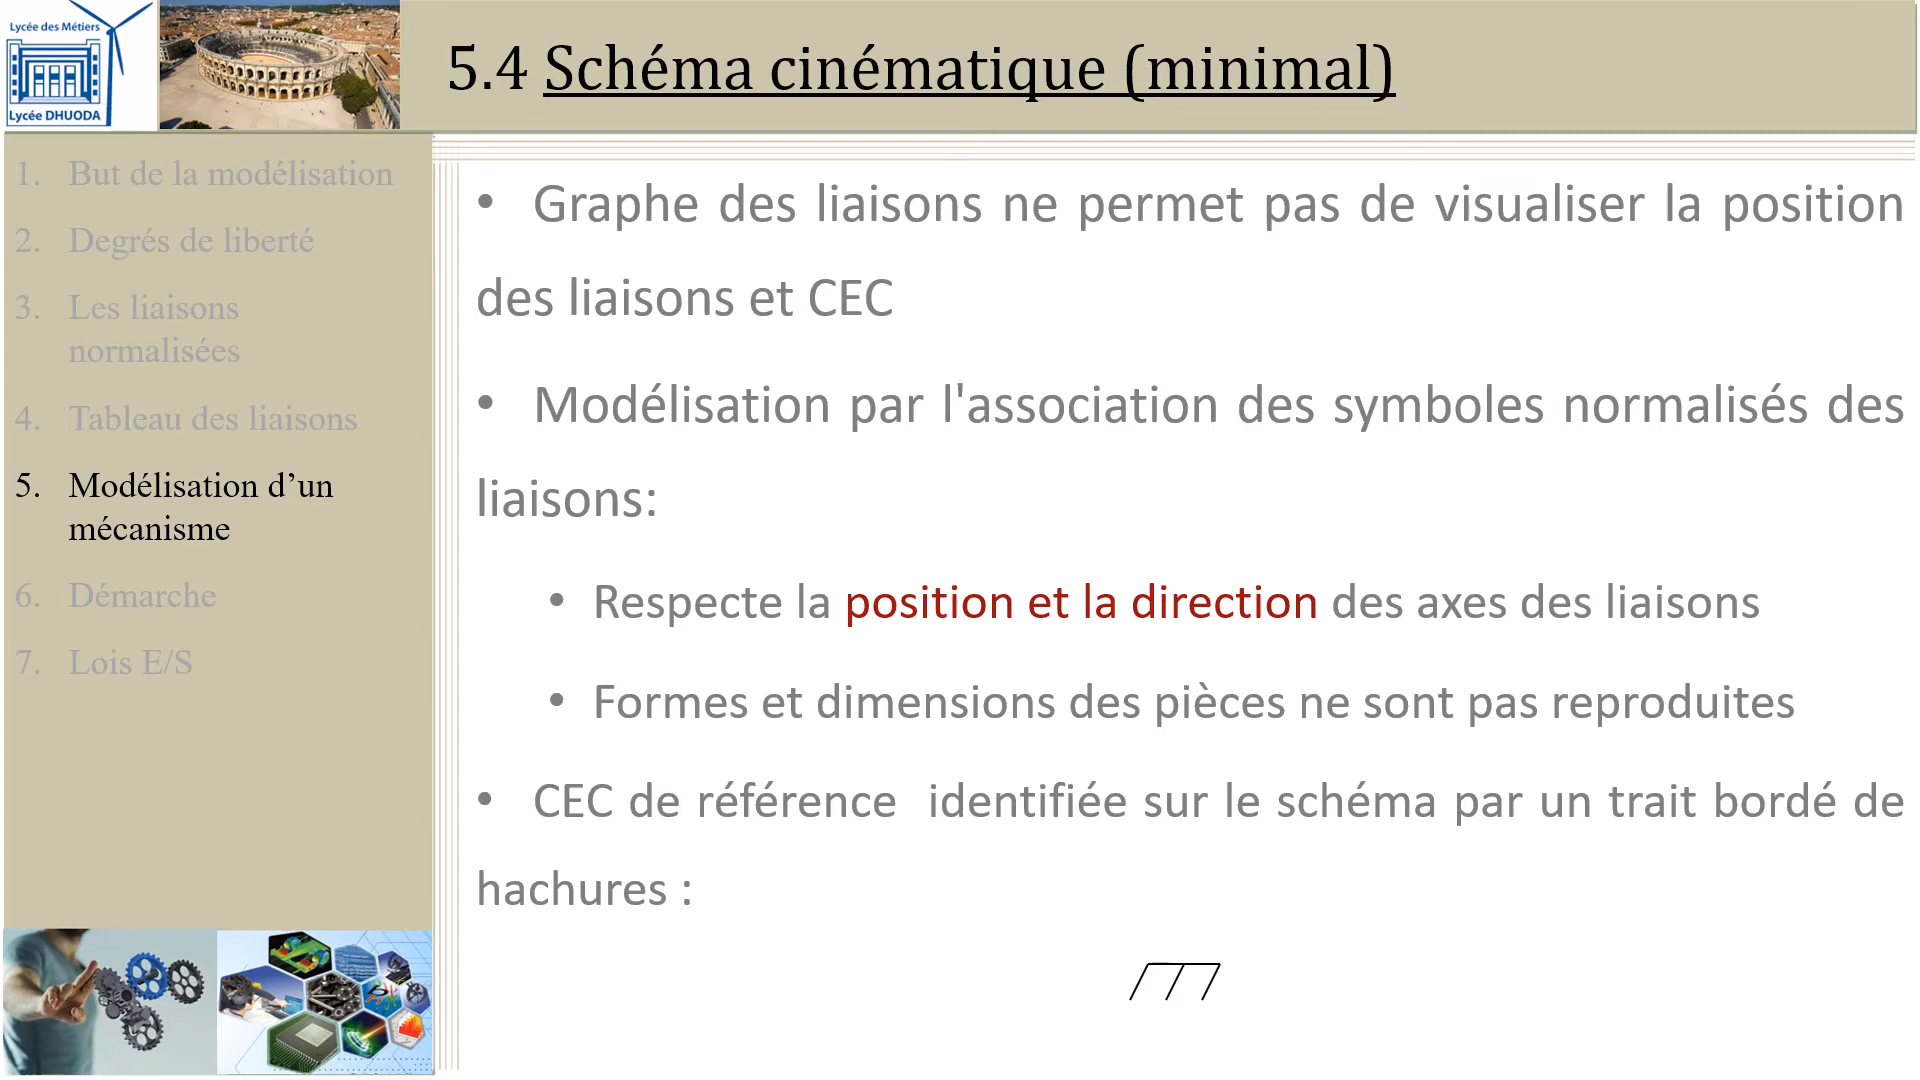 Lycée des Métiers
Lycée DHUODA
5.4 Schéma cinématique (minimal)
1. But de la modélisation
2. Degrés de liberté
3. Les liaisons
normalisées
4. Tableau des liaisons
5. Modélisation d’un
mécanisme
6. Démarche
7. Lois E/S
• Graphe des liaisons ne permet pas de visualiser la position
des liaisons et CEC
• Modélisation par l'association des symboles normalisés des
liaisons:
• Respecte la position et la direction des axes des liaisons
• Formes et dimensions des pièces ne sont pas reproduites
• CEC de référence identifiée sur le schéma par un trait bordé de
hachures :